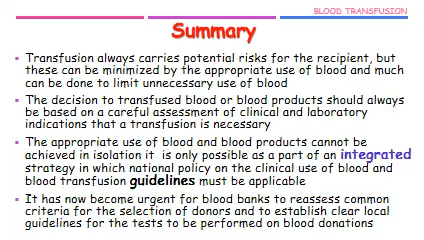 BLOOD TRANSFUSION
Summary
▪ Transfusion always carries potential risks for the recipient, but
these can be minimized by the appropriate use of blood and much
can be done to limit unnecessary use of blood
▪ The decision to transfused blood or blood products should always
be based on a careful assessment of clinical and laboratory
indications that a transfusion is necessary
▪ The appropriate use of blood and blood products cannot be
achieved in isolation it is only possible as a part of an integrated
strategy in which national policy on the clinical use of blood and
blood transfusion guidelines must be applicable
▪ It has now become urgent for blood banks to reassess common
criteria for the selection of donors and to establish clear local
guidelines for the tests to be performed on blood donations